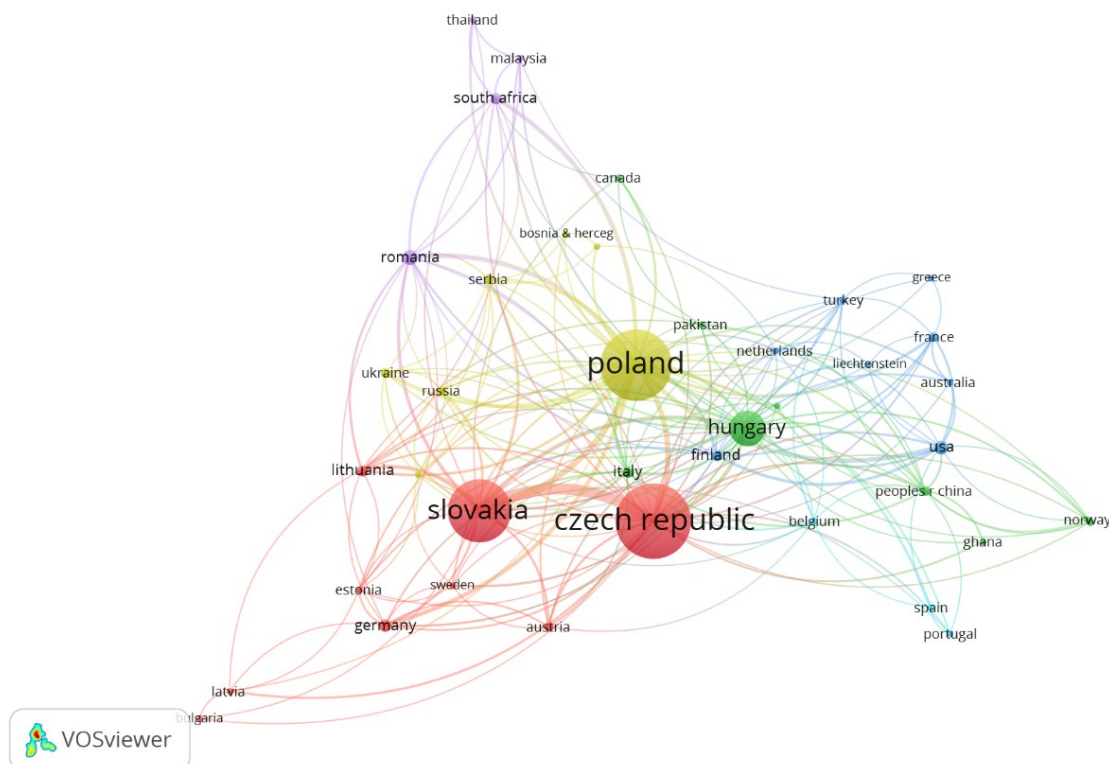 thailand
malaysia
south africa
canada
bosnia & herceg
romania
serbia
greece
turkey
pakistan
france
netherlands
liechtenstein
poland
ukraine
australia
russia
hungary
usa
finland
lithuania
italy
peoples r china
slovakia
czech republic
belgium
norway
ghana
sweden
estonia
spain
germany
austria
portugal
latvia
bulgaria
VOSviewer